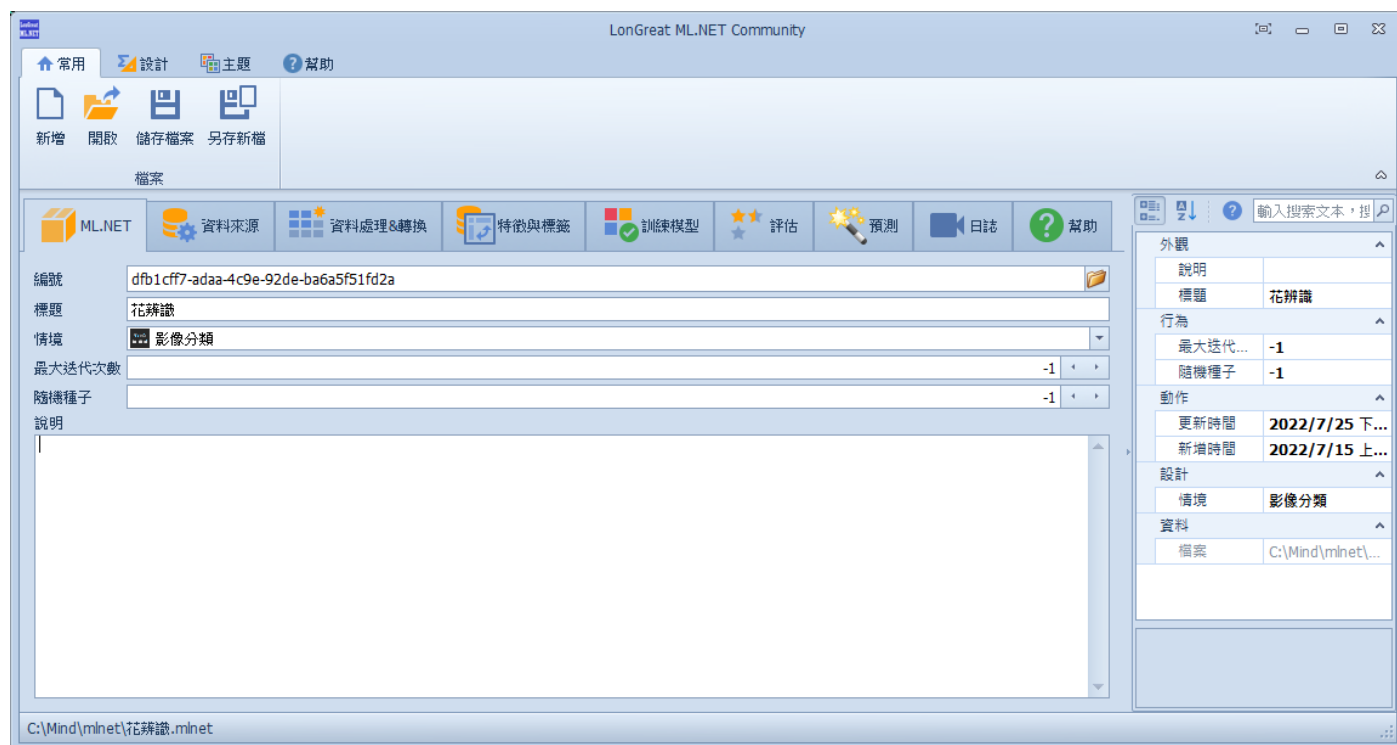 LonGreat ML.NET
LonGreat ML.NET Community
常用 設計 主題 幫助
新增 開啟 儲存檔案 另存新檔
檔案
ML.NET 資料來源 資料處理&轉換 特徵與標籤 訓練模型 評估 預測 日誌 幫助
編號 dfb1cff7-adaa-4c9e-92de-ba6a5f51fd2a
標題 花辨識
情境 影像分類
最大迭代次數 -1
隨機種子 -1
說明
輸入搜索文本，搜
外觀
說明
標題 花辨識
行為
最大迭代... -1
隨機種子 -1
動作
更新時間 2022/7/25 下...
新增時間 2022/7/15 上...
設計
情境 影像分類
資料
檔案 C:\Mind\mlnet\...
C:\Mind\mlnet\花辨識.mlnet